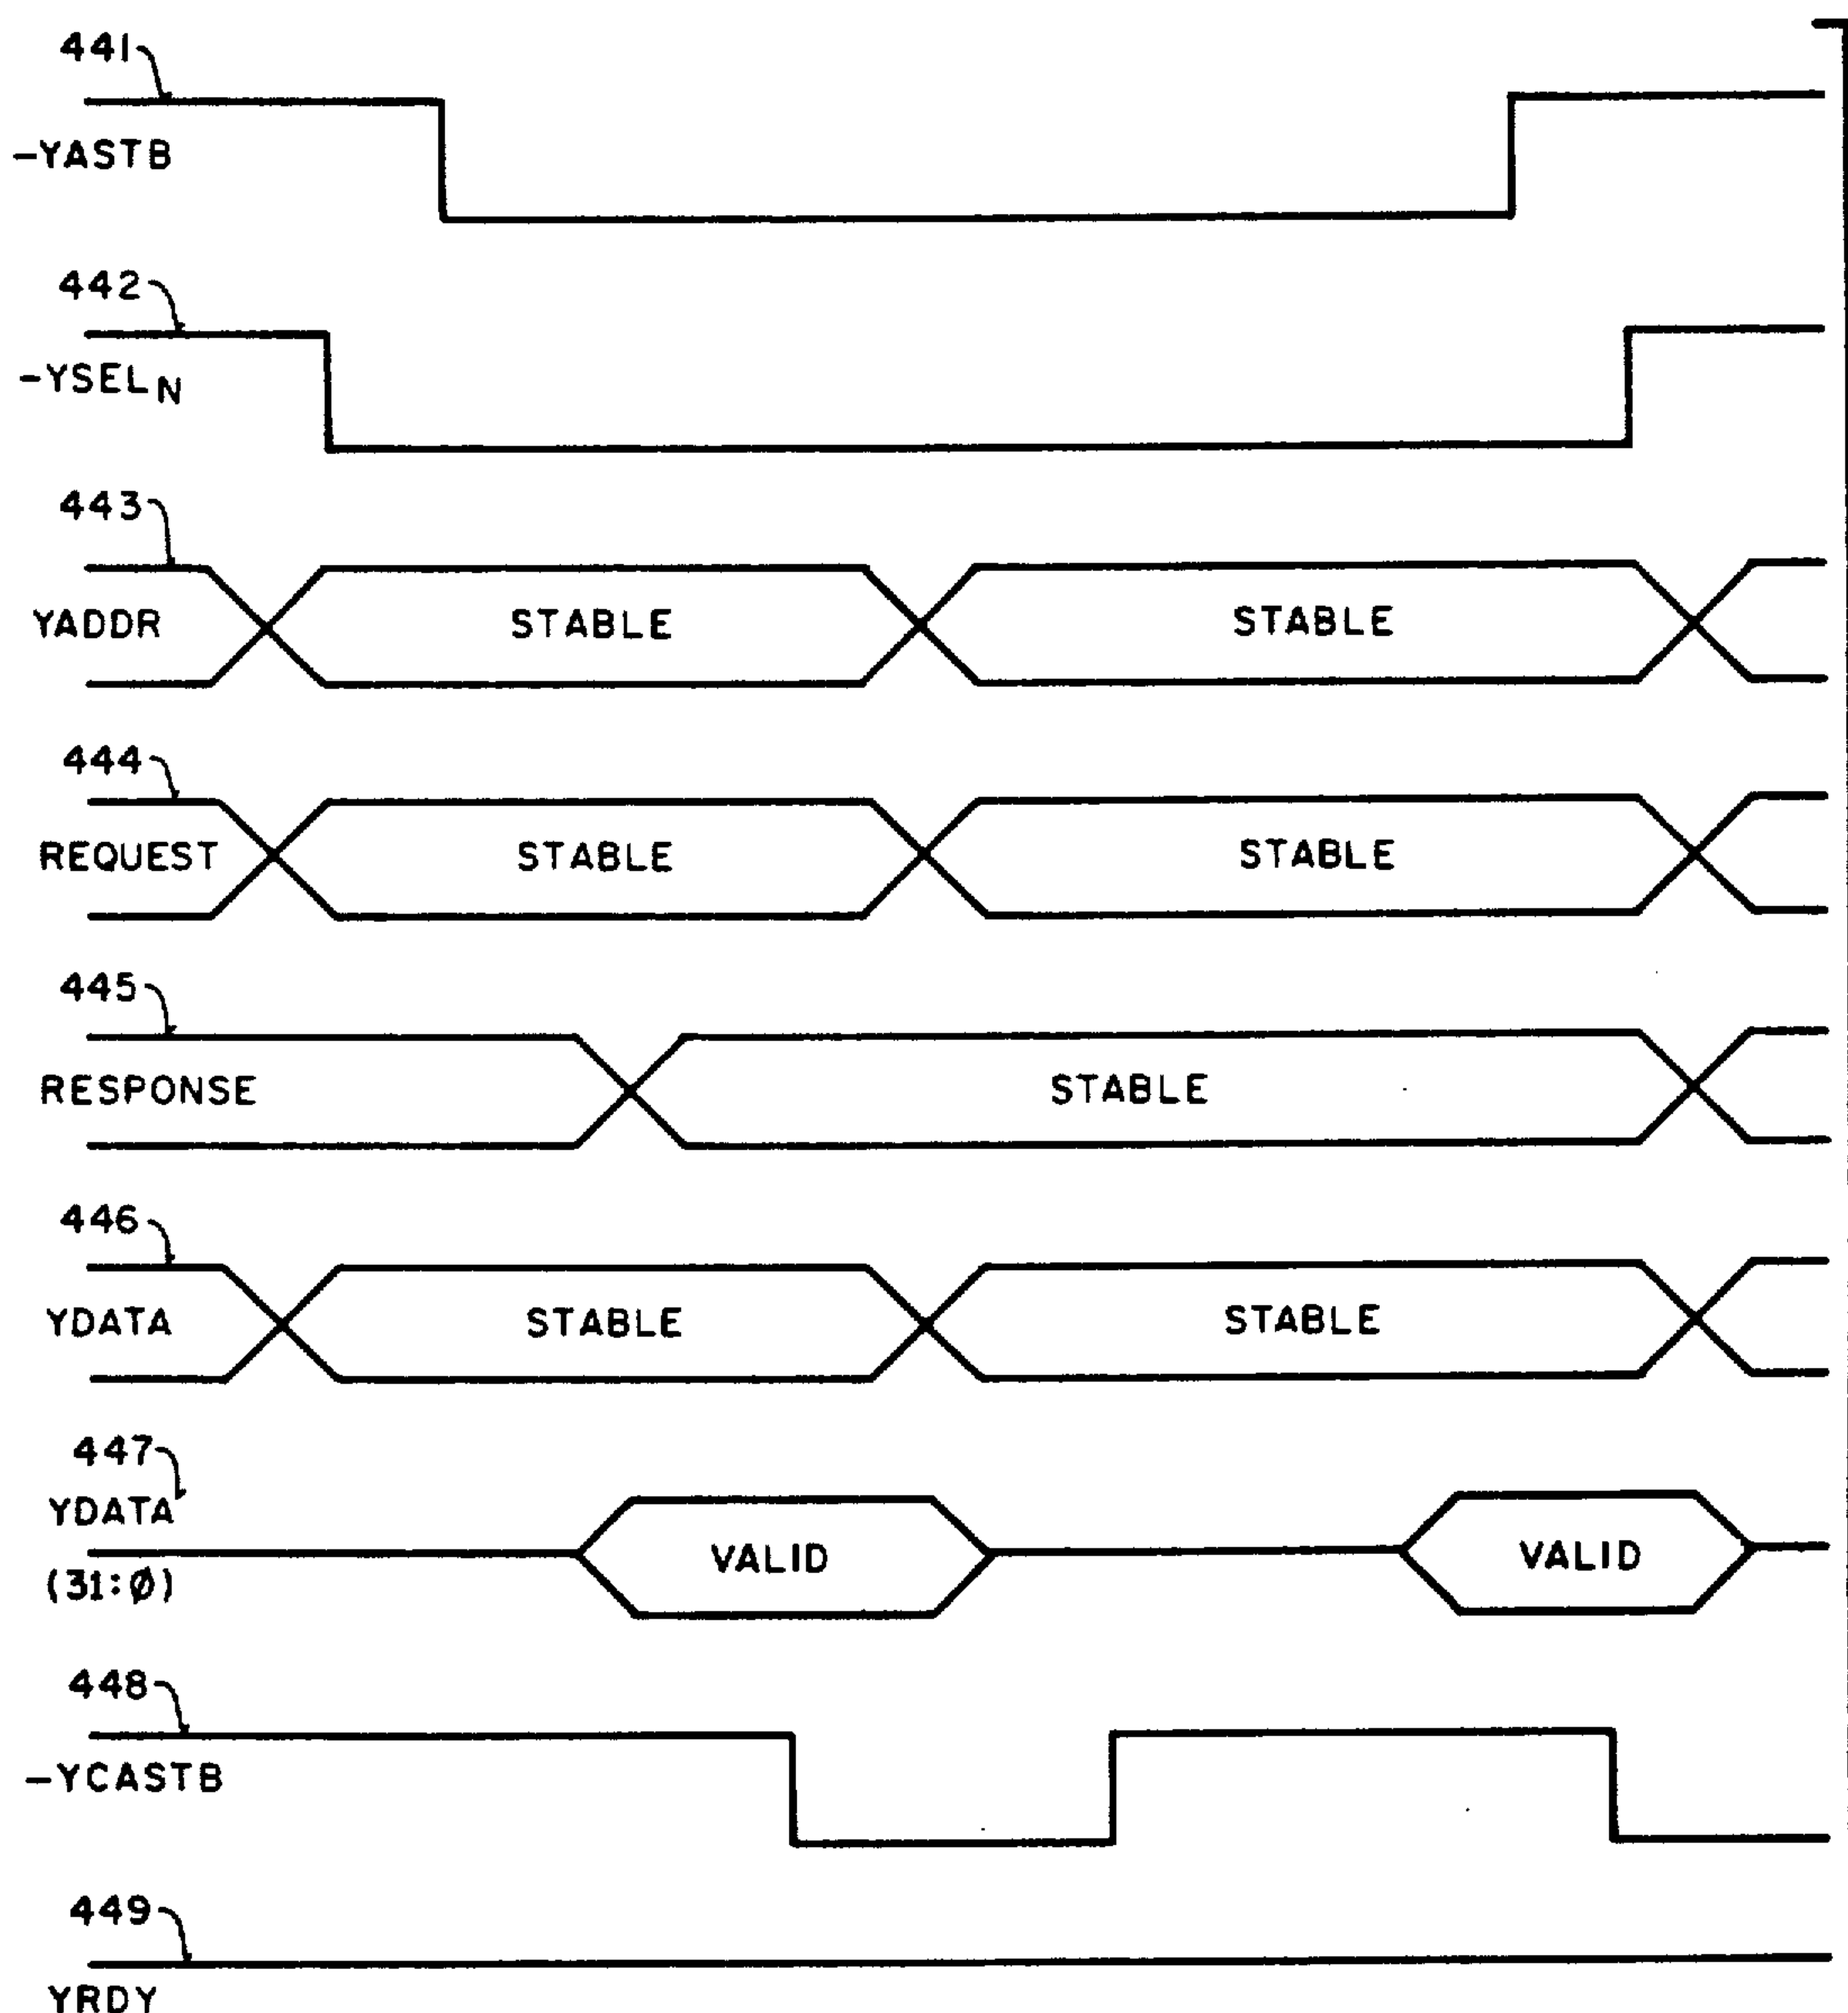 441
-YASTB
442
-YSELN
443
YADDR STABLE STABLE
444
REQUEST STABLE STABLE
445
RESPONSE STABLE
446
YDATA STABLE STABLE
447
YDATA
VALID VALID
(31:Ø)
448
-YCASTB
449
YRDY